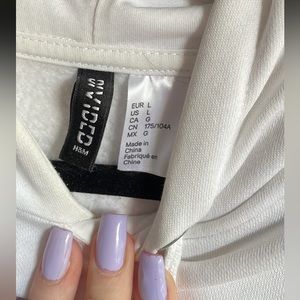 DIVIDED
H&M
EUR L
US L
CA G
CN 175/104A
MX G
Made in
China
Fabriqué en
Chine